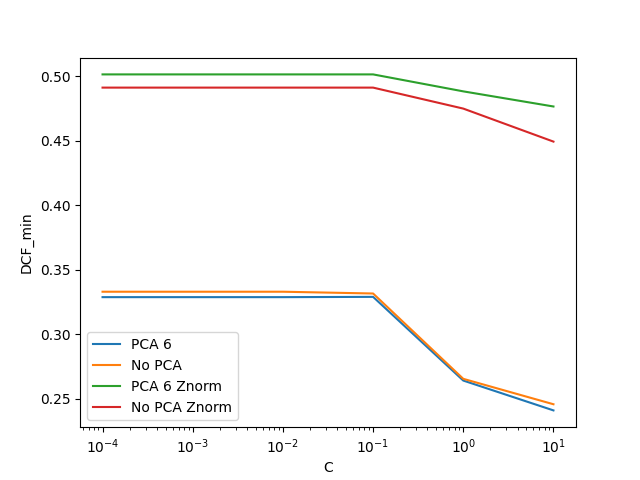 0.50
0.45
0.40
0.35
0.30
0.25
DCF_min
PCA 6
No PCA
PCA 6 Znorm
No PCA Znorm
10⁻⁴ 10⁻³ 10⁻² 10⁻¹ 10⁰ 10¹
C